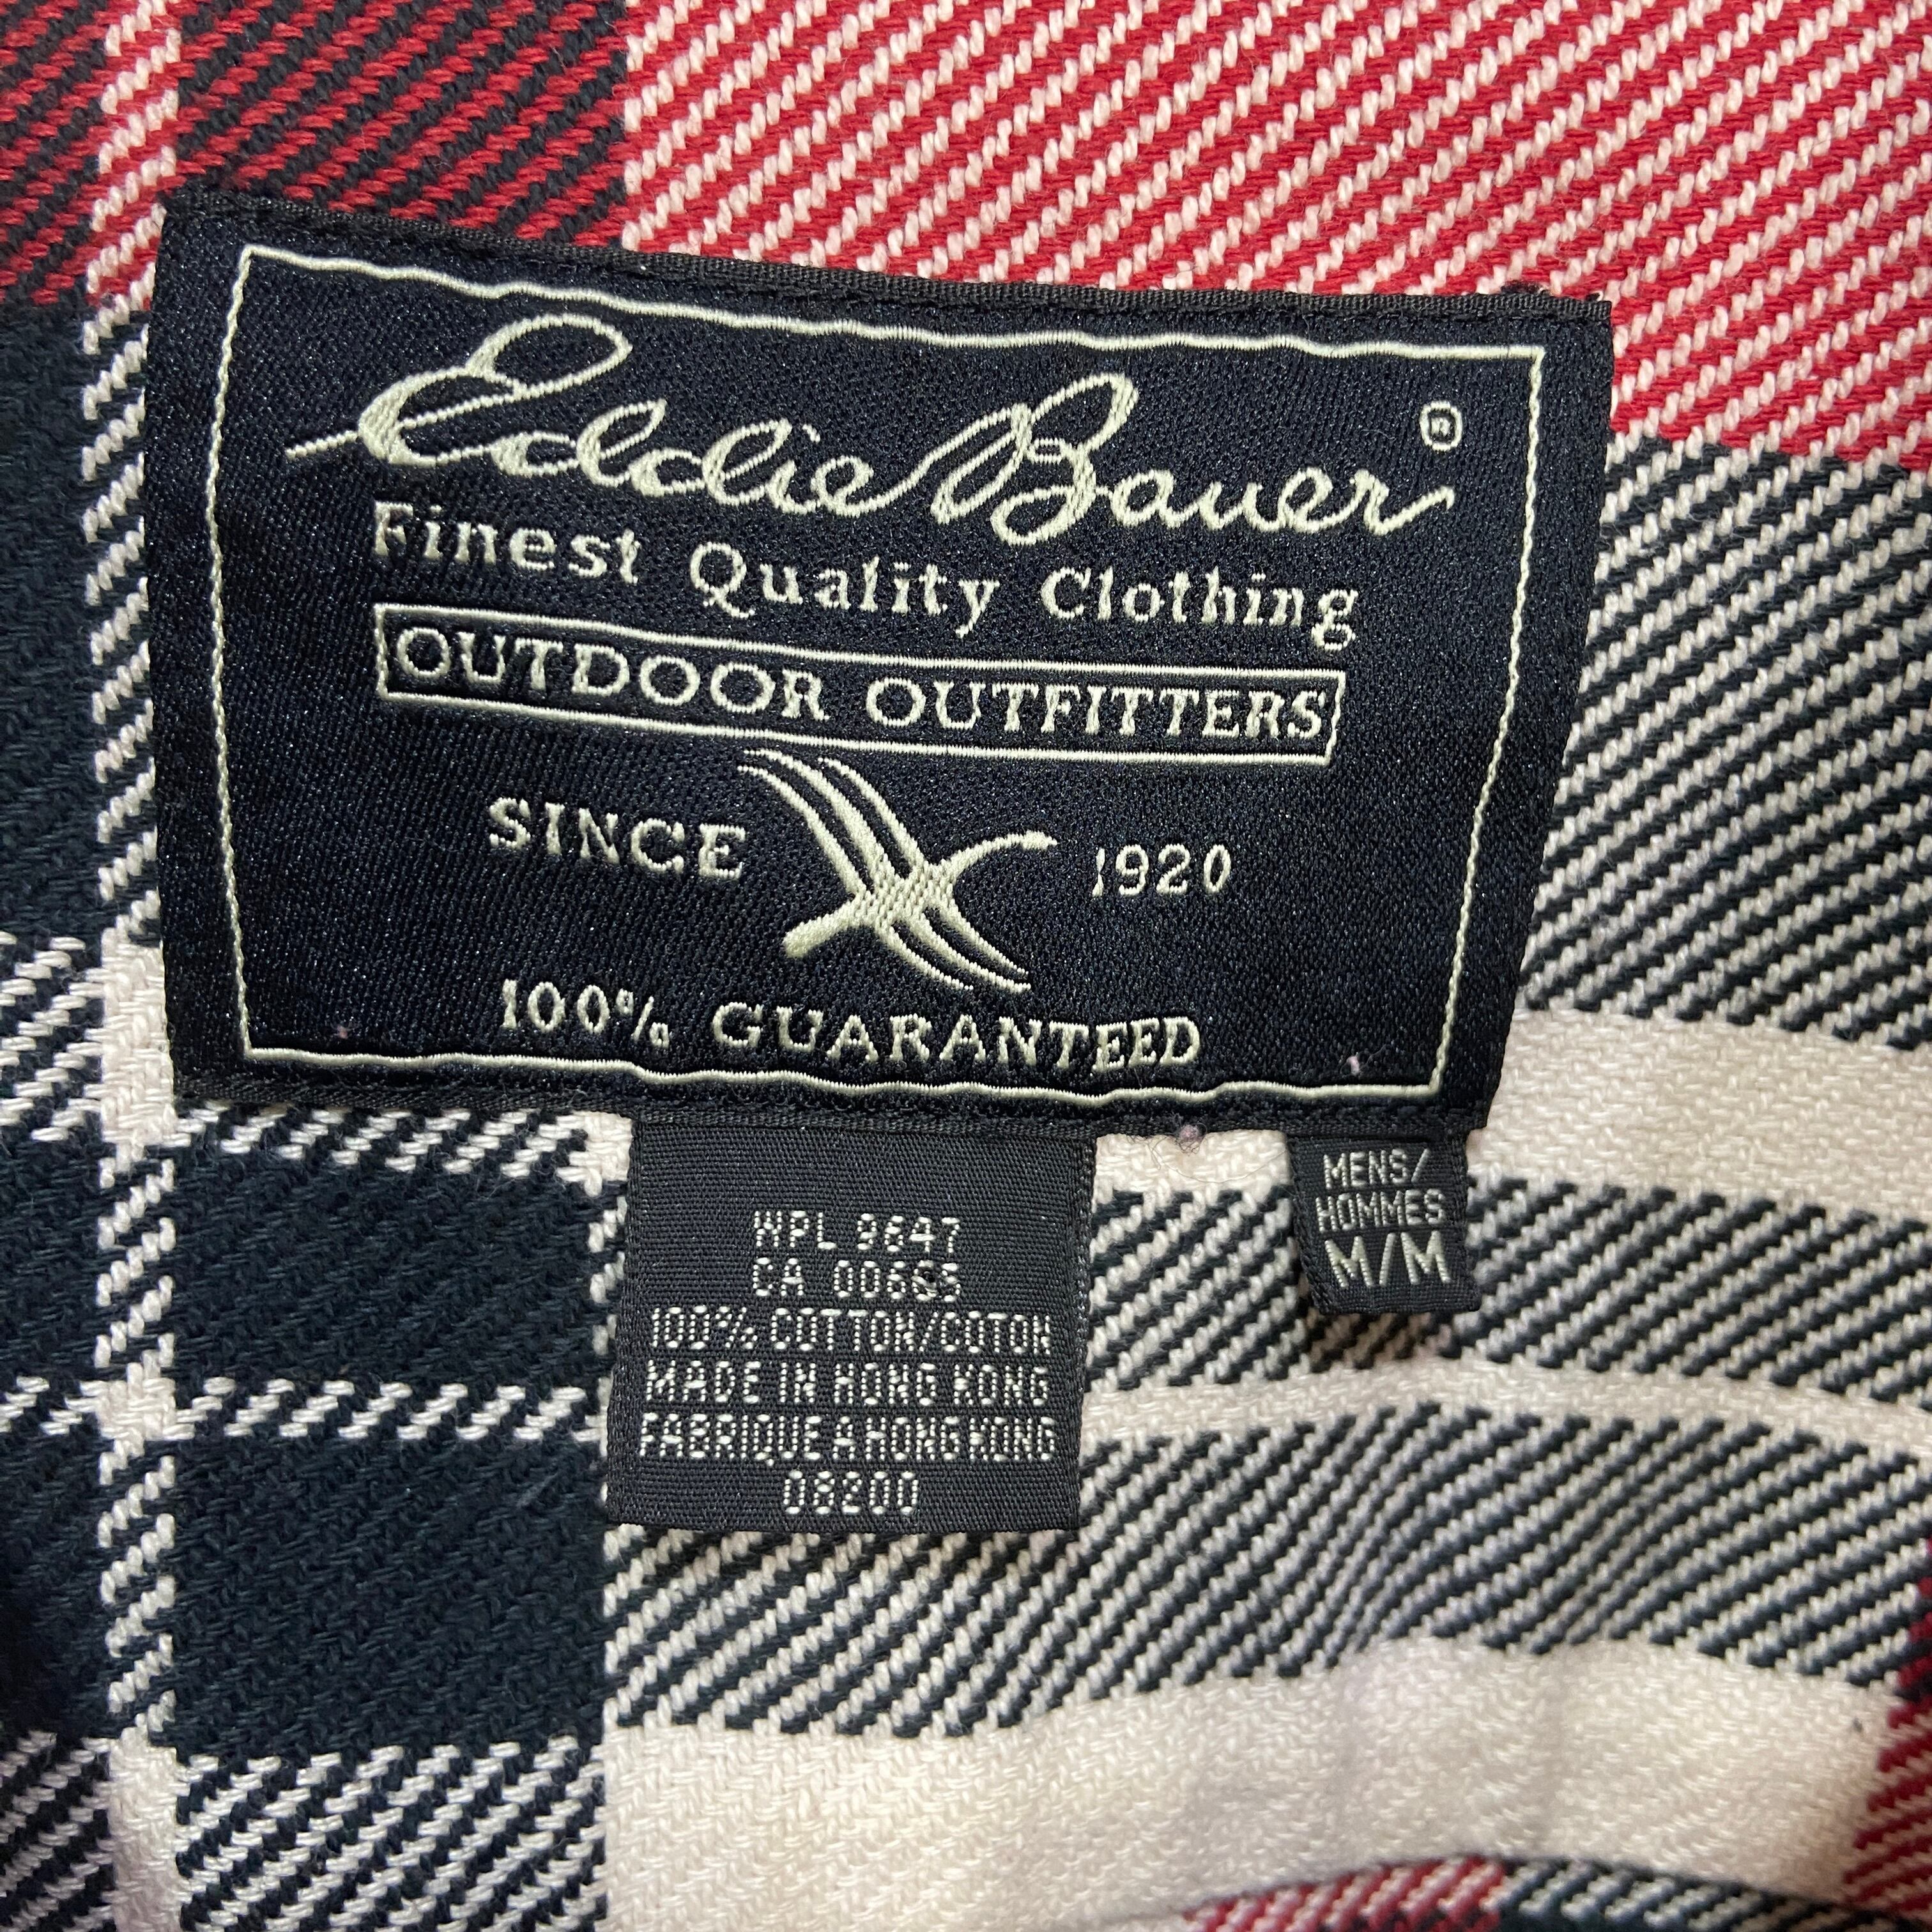 Eddie Bauer ®
Finest Quality Clothing
OUTDOOR OUTFITTERS
SINCE 1920
100% GUARANTEED
MENS/
HOMMES
M/M
WPL 9647
CA 00685
100% COTTON/COTON
MADE IN HONG KONG
FABRIQUE A HONG KONG
08200